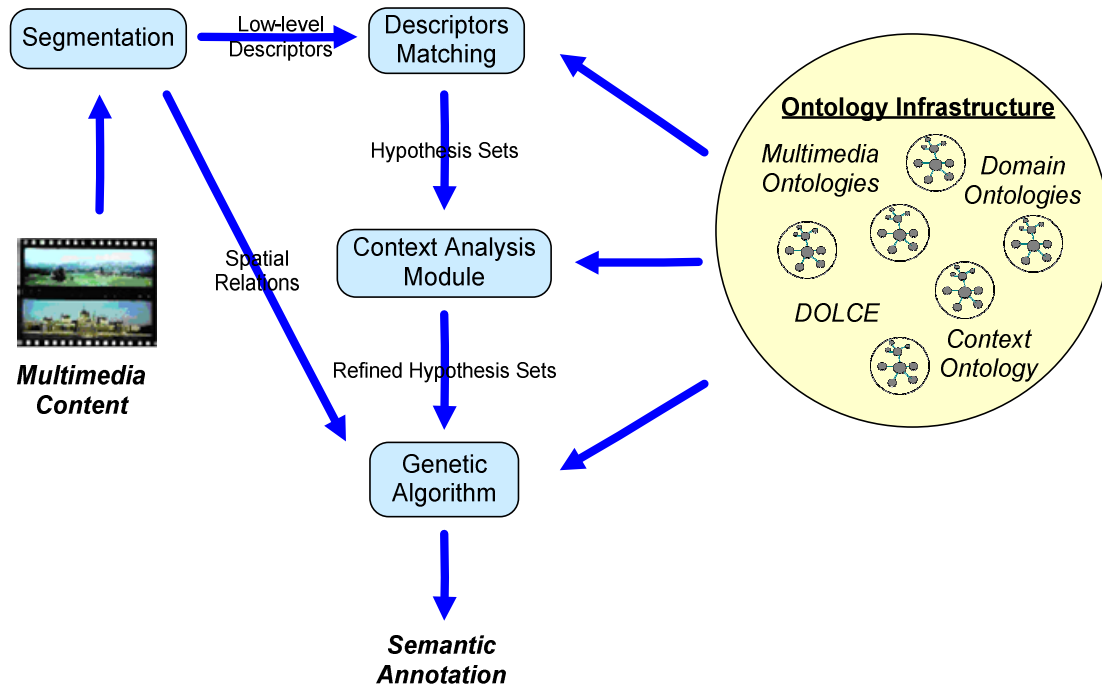 Segmentation
Low-level
Descriptors
Descriptors
Matching
Ontology Infrastructure
Multimedia
Ontologies
Domain
Ontologies
DOLCE
Context
Ontology
Hypothesis Sets
Context Analysis
Module
Spatial
Relations
Multimedia
Content
Refined Hypothesis Sets
Genetic
Algorithm
Semantic
Annotation